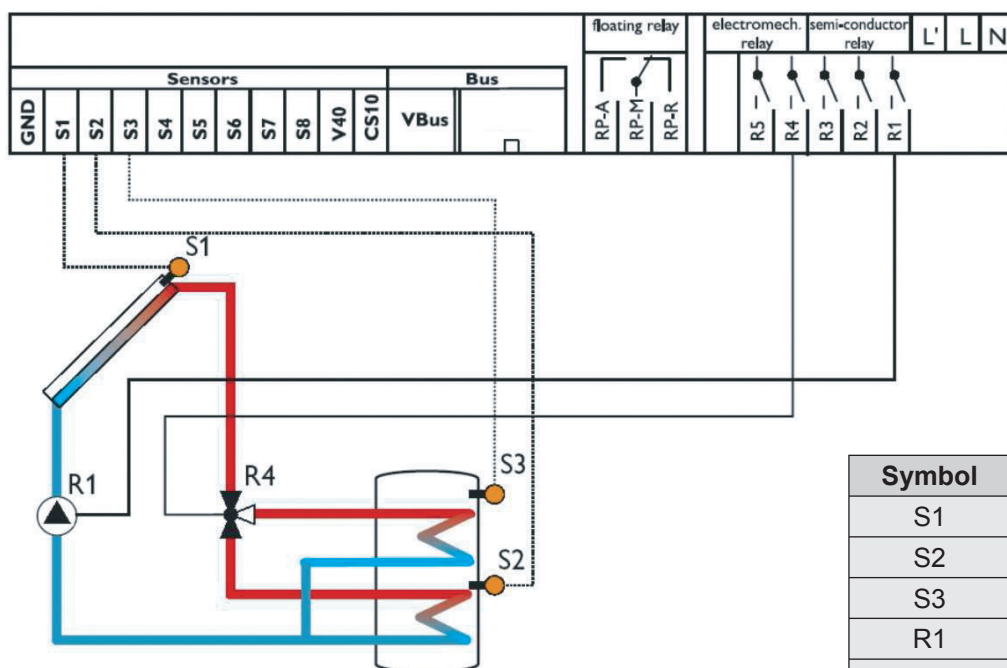 floating relay
electromech. relay
semi-conductor relay
L' L N
Sensors
Bus
GND S1 S2 S3 S4 S5 S6 S7 S8 V40 CS10 VBus
RP-A RP-M RP-R
R5 R4 R3 R2 R1
S1
R1
R4
S3
S2
Symbol
S1
S2
S3
R1